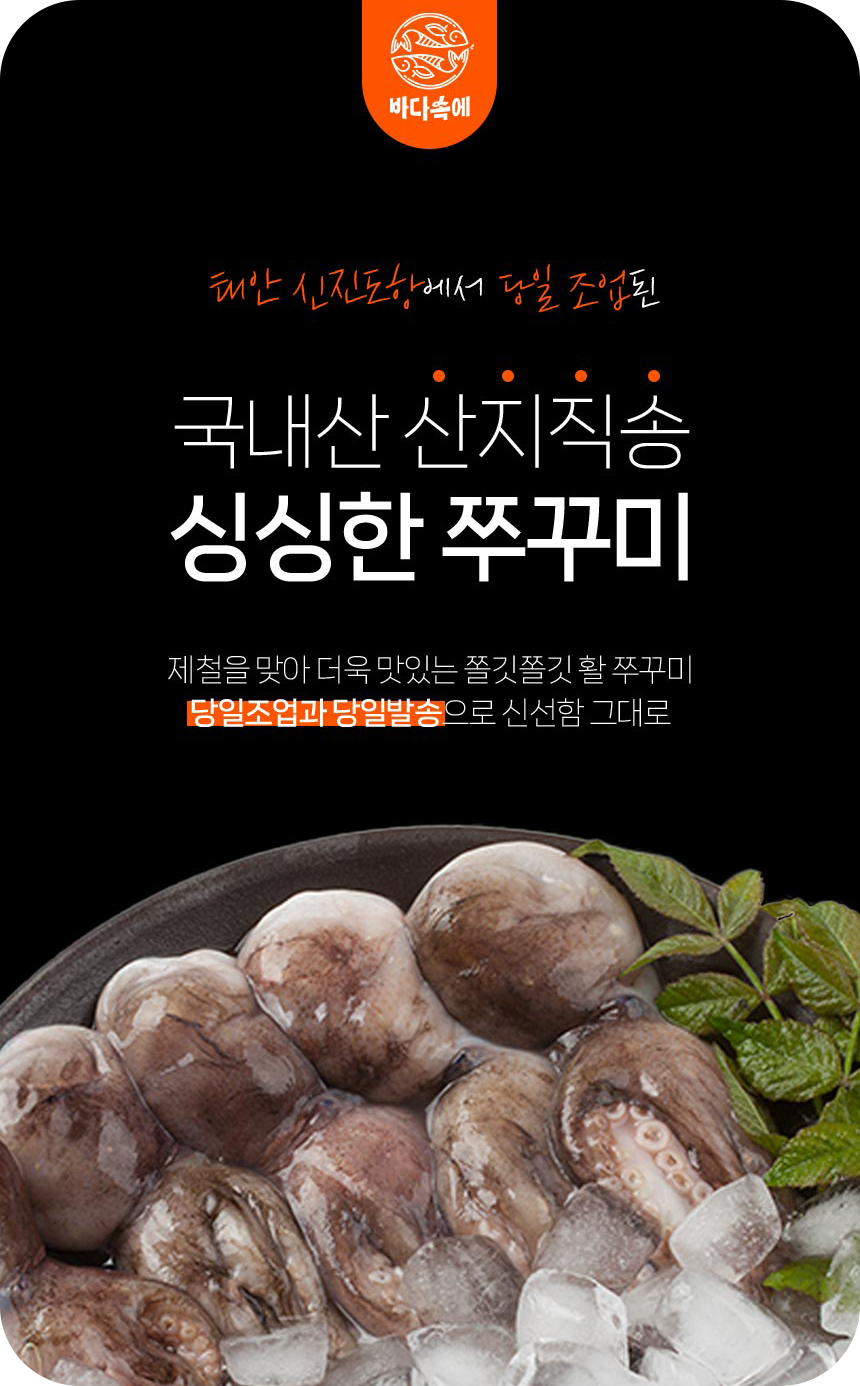 바다속에
태안 신진도항에서 당일 조업된
국내산 산지직송
싱싱한 쭈꾸미
제철을 맞아 더욱 맛있는 쫄깃쫄깃 활 쭈꾸미
당일조업과 당일발송으로 신선함 그대로